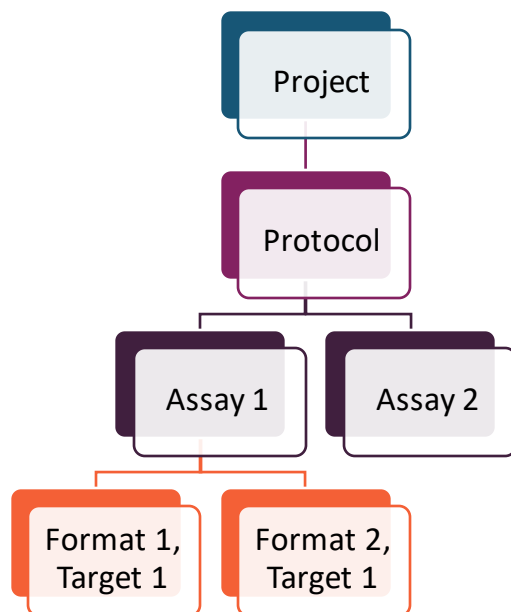 Project
Protocol
Assay 1
Assay 2
Format 1,
Target 1
Format 2,
Target 1